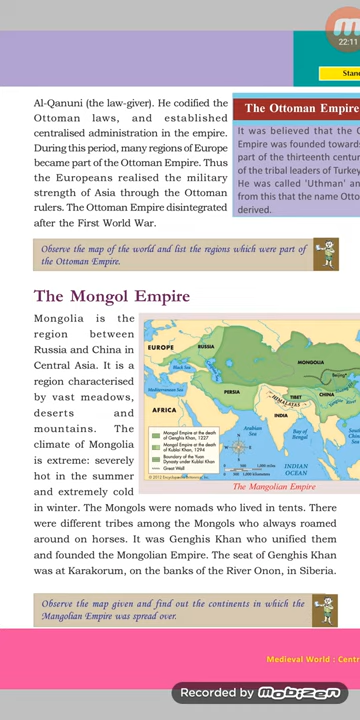 22:11
Stand
Al-Qanuni (the law-giver). He codified the
Ottoman laws, and established
centralised administration in the empire.
During this period, many regions of Europe
became part of the Ottoman Empire. Thus
the Europeans realised the military
strength of Asia through the Ottoman
rulers. The Ottoman Empire disintegrated
after the First World War.
The Ottoman Empire
It was believed that the O
Empire was founded towards
part of the thirteenth centur
of the tribal leaders of Turkey
He was called 'Uthman' an
from this that the name Otto
derived.
Observe the map of the world and list the regions which were part of
the Ottoman Empire.
The Mongol Empire
Mongolia is the
region between
Russia and China in
Central Asia. It is a
region characterised
by vast meadows,
deserts and
mountains. The
climate of Mongolia
is extreme: severely
hot in the summer
and extremely cold
EUROPE
RUSSIA
MONGOLIA
Black Sea
Mediterranean Sea
PERSIA
TIBET
CHINA
HIMALAYAS
AFRICA
INDIA
Arabian
Sea
Bay of
Bengal
INDIAN
OCEAN
Mongol Empire at the death
of Genghis Khan, 1227
Mongol Empire at the death
of Kublai Khan, 1294
Boundary of the Yuan
Dynasty under Kublai Khan
Great Wall
The Mangolian Empire
in winter. The Mongols were nomads who lived in tents. There
were different tribes among the Mongols who always roamed
around on horses. It was Genghis Khan who unified them
and founded the Mongolian Empire. The seat of Genghis Khan
was at Karakorum, on the banks of the River Onon, in Siberia.
Observe the map given and find out the continents in which the
Mangolian Empire was spread over.
Medieval World : Centr
Recorded by mobizen